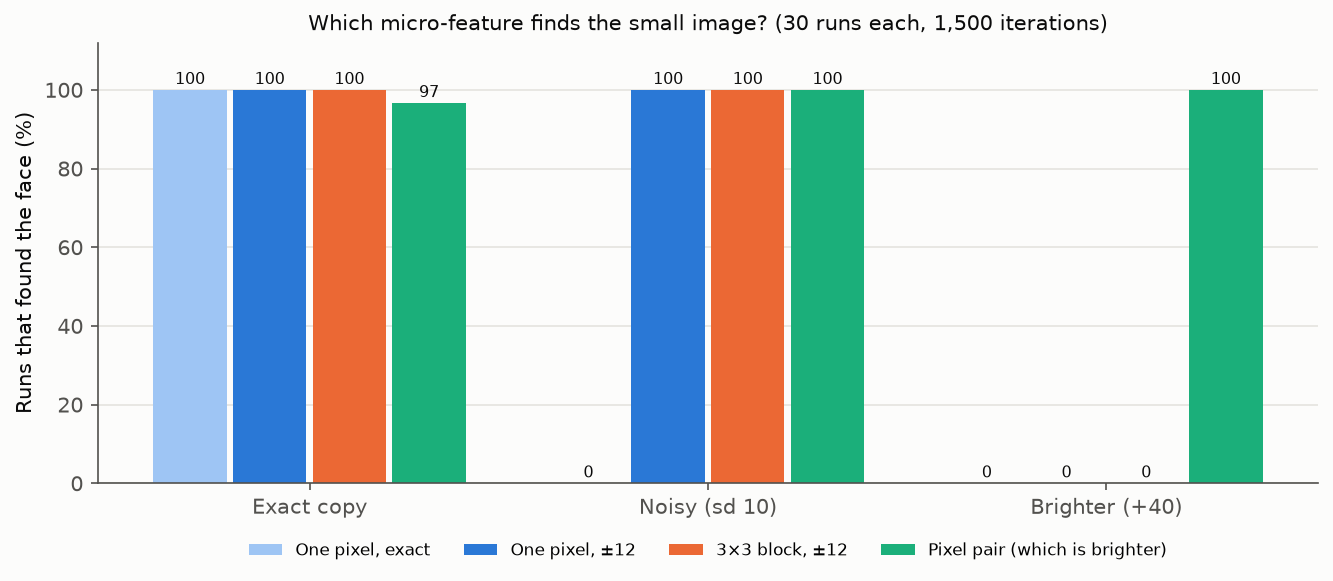 Which micro-feature finds the small image? (30 runs each, 1,500 iterations)
Runs that found the face (%)
100
80
60
40
20
0
100 100 100 97
0 100 100 100
0 0 0 100
Exact copy Noisy (sd 10) Brighter (+40)
One pixel, exact One pixel, ±12 3×3 block, ±12 Pixel pair (which is brighter)